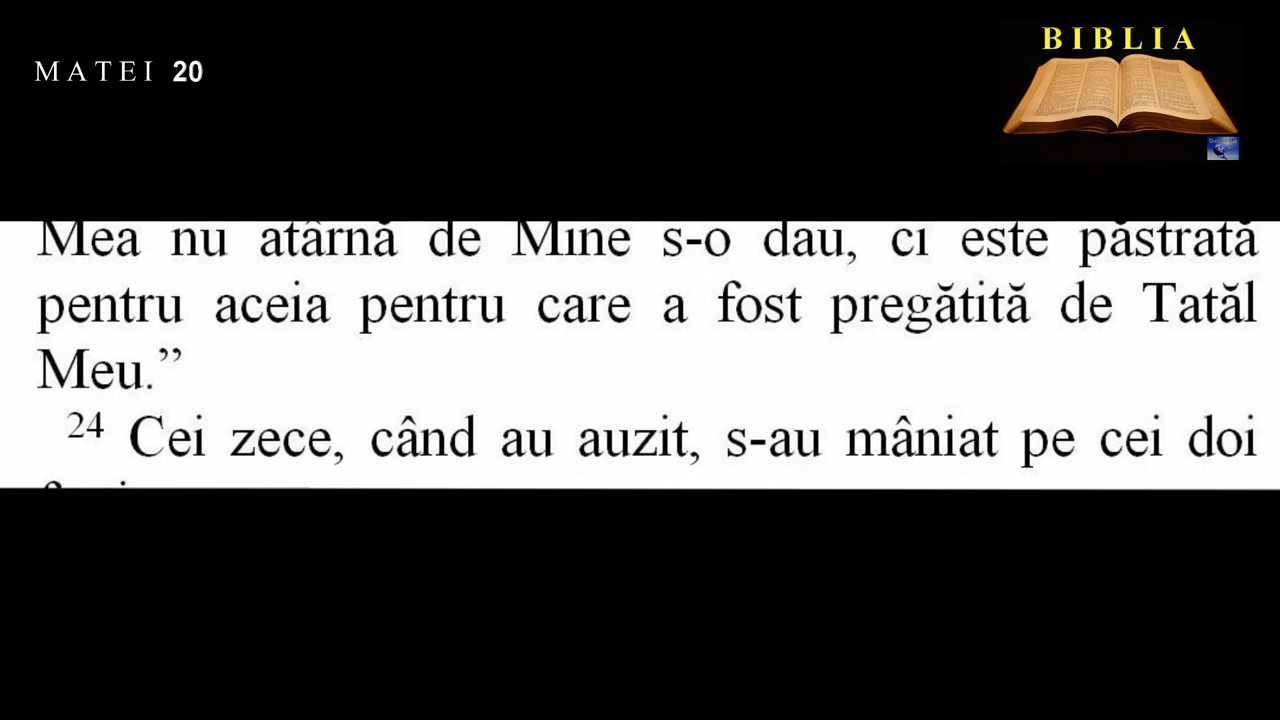 MATEI 20
BIBLIA
Mea nu atârnă de Mine s-o dau, ci este păstrată
pentru aceia pentru care a fost pregătită de Tatăl
Meu.”
24 Cei zece, când au auzit, s-au mâniat pe cei doi